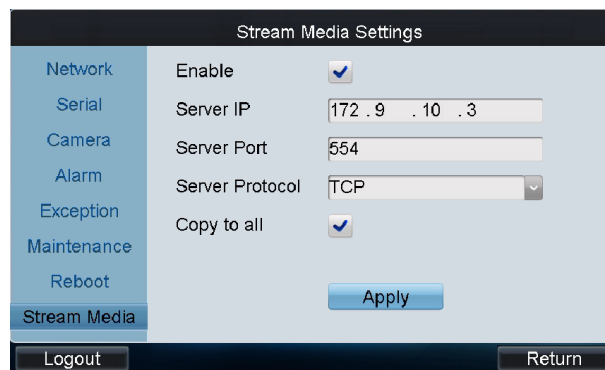 Stream Media Settings
Network
Serial
Camera
Alarm
Exception
Maintenance
Reboot
Stream Media
Enable
Server IP 172 . 9 . 10 . 3
Server Port 554
Server Protocol TCP
Copy to all
Apply
Logout
Return